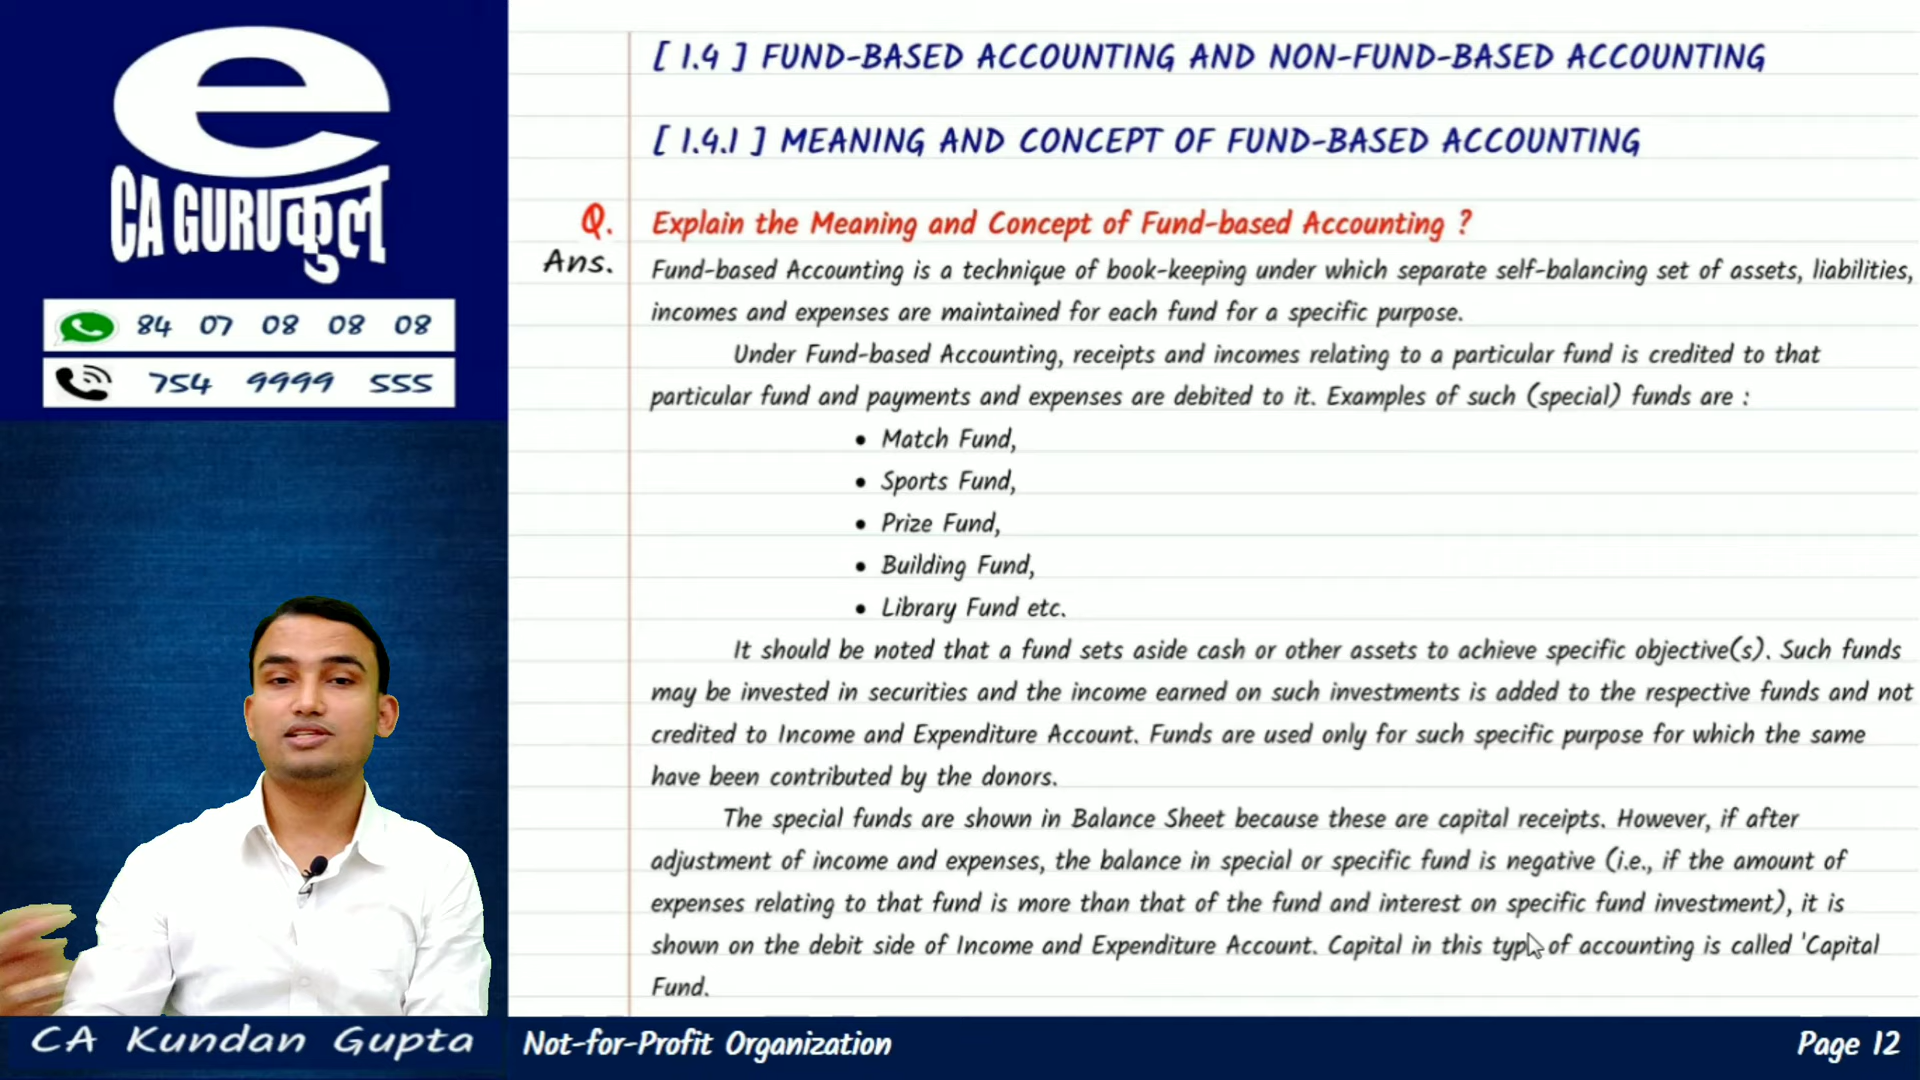 e
CA GURUकुल
84 07 08 08 08
754 9999 555
[ 1.4 ] FUND-BASED ACCOUNTING AND NON-FUND-BASED ACCOUNTING
[ 1.4.1 ] MEANING AND CONCEPT OF FUND-BASED ACCOUNTING
Q. Explain the Meaning and Concept of Fund-based Accounting ?
Ans. Fund-based Accounting is a technique of book-keeping under which separate self-balancing set of assets, liabilities,
incomes and expenses are maintained for each fund for a specific purpose.
Under Fund-based Accounting, receipts and incomes relating to a particular fund is credited to that
particular fund and payments and expenses are debited to it. Examples of such (special) funds are :
• Match Fund,
• Sports Fund,
• Prize Fund,
• Building Fund,
• Library Fund etc.
It should be noted that a fund sets aside cash or other assets to achieve specific objective(s). Such funds
may be invested in securities and the income earned on such investments is added to the respective funds and not
credited to Income and Expenditure Account. Funds are used only for such specific purpose for which the same
have been contributed by the donors.
The special funds are shown in Balance Sheet because these are capital receipts. However, if after
adjustment of income and expenses, the balance in special or specific fund is negative (i.e., if the amount of
expenses relating to that fund is more than that of the fund and interest on specific fund investment), it is
shown on the debit side of Income and Expenditure Account. Capital in this type of accounting is called 'Capital
Fund.
CA Kundan Gupta
Not-for-Profit Organization
Page 12